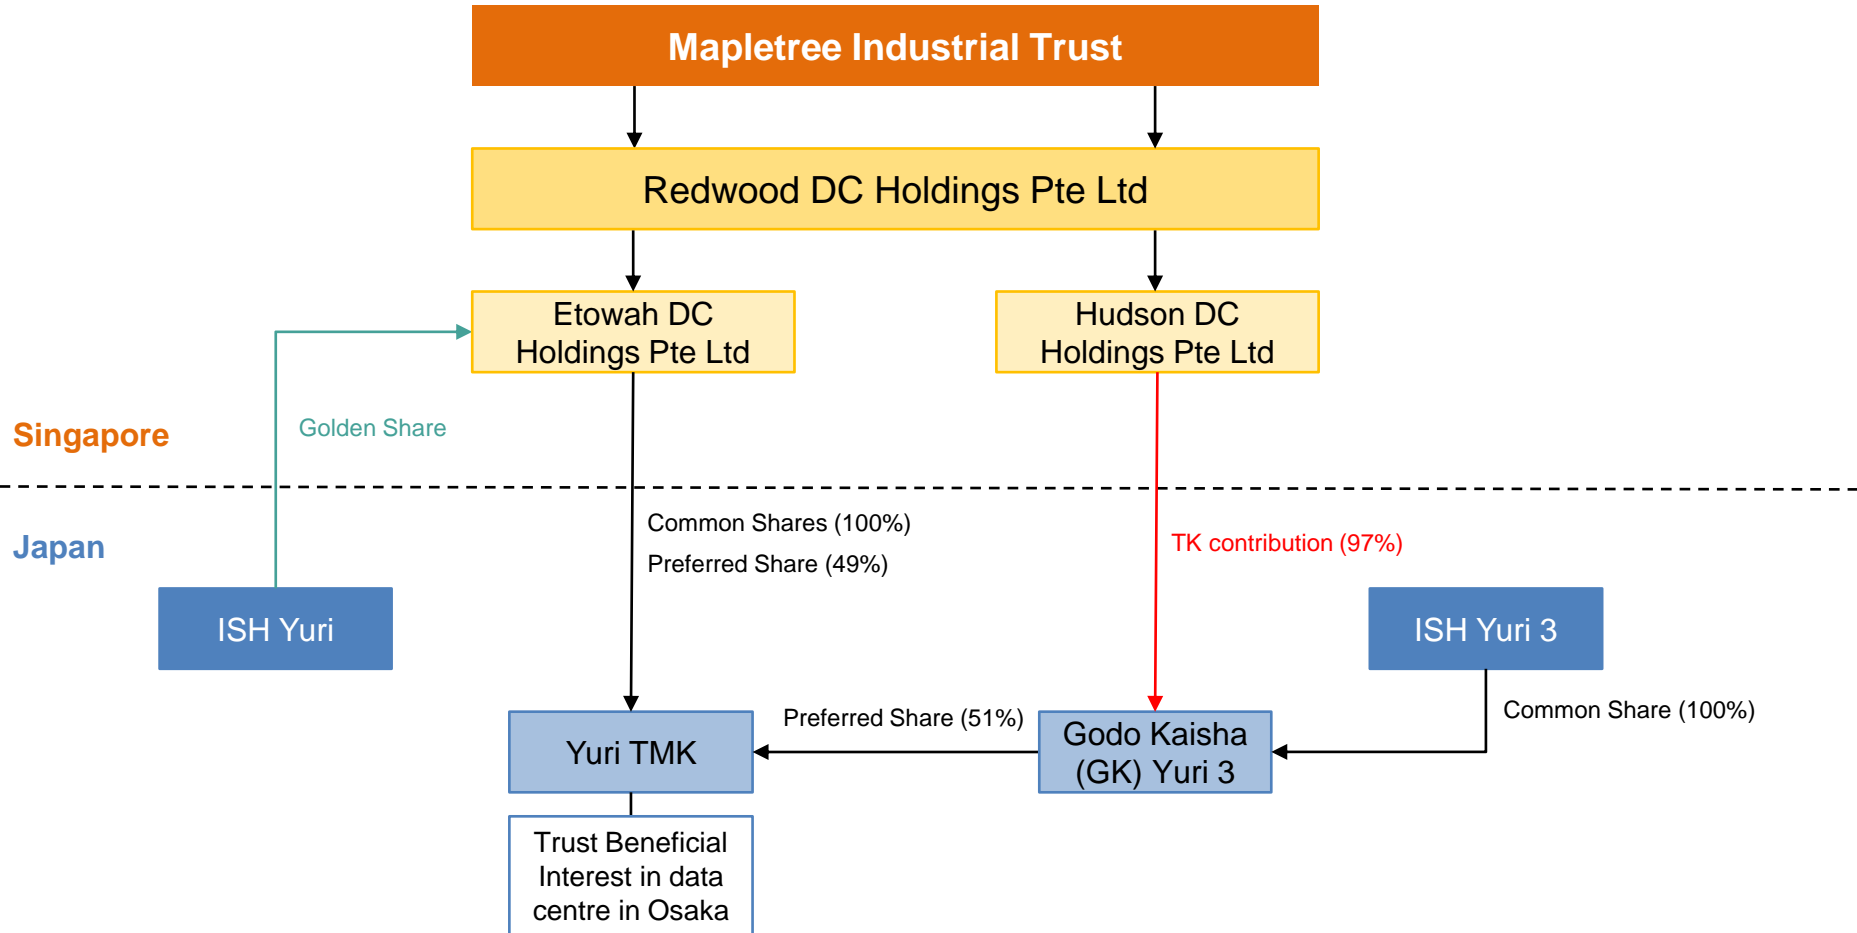 Mapletree Industrial Trust
Redwood DC Holdings Pte Ltd
Etowah DC
Holdings Pte Ltd
Hudson DC
Holdings Pte Ltd
Golden Share
Singapore
Japan
Common Shares (100%)
Preferred Share (49%)
TK contribution (97%)
ISH Yuri
ISH Yuri 3
Preferred Share (51%)
Common Share (100%)
Yuri TMK
Godo Kaisha
(GK) Yuri 3
Trust Beneficial
Interest in data
centre in Osaka